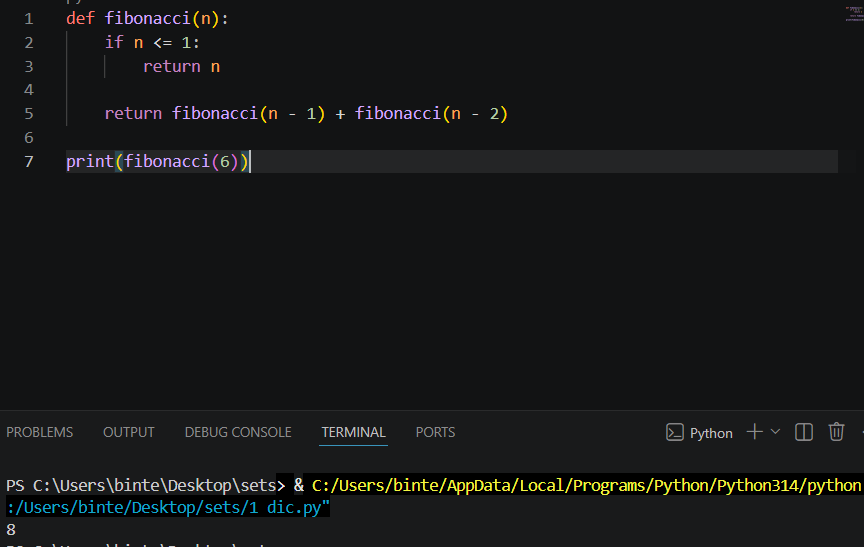 1 def fibonacci(n):
2     if n <= 1:
3         return n
4
5     return fibonacci(n - 1) + fibonacci(n - 2)
6
7 print(fibonacci(6))
PROBLEMS OUTPUT DEBUG CONSOLE TERMINAL PORTS Python
PS C:\Users\binte\Desktop\sets> & C:/Users/binte/AppData/Local/Programs/Python/Python314/python
:/Users/binte/Desktop/sets/1 dic.py"
8